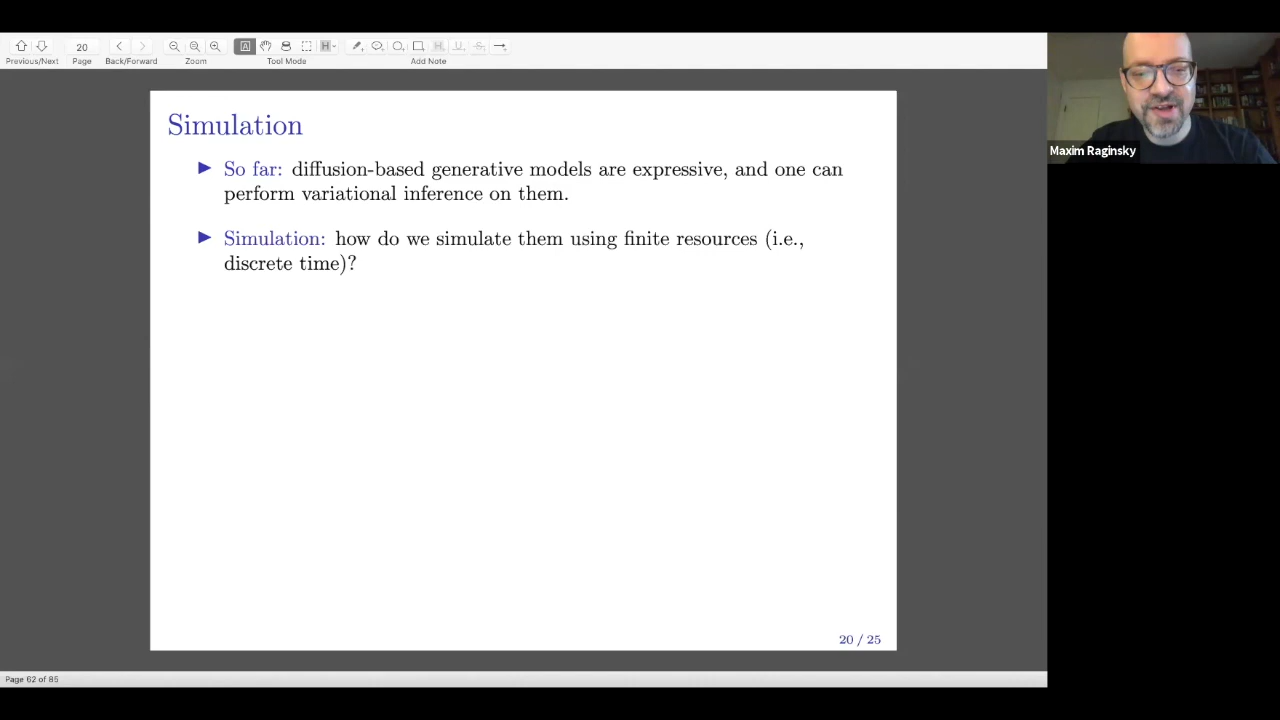 20
Previous/Next Page Back/Forward Zoom Tool Mode Add Note
Simulation
▶ So far: diffusion-based generative models are expressive, and one can
perform variational inference on them.
▶ Simulation: how do we simulate them using finite resources (i.e.,
discrete time)?
20 / 25
Page 62 of 85
Maxim Raginsky